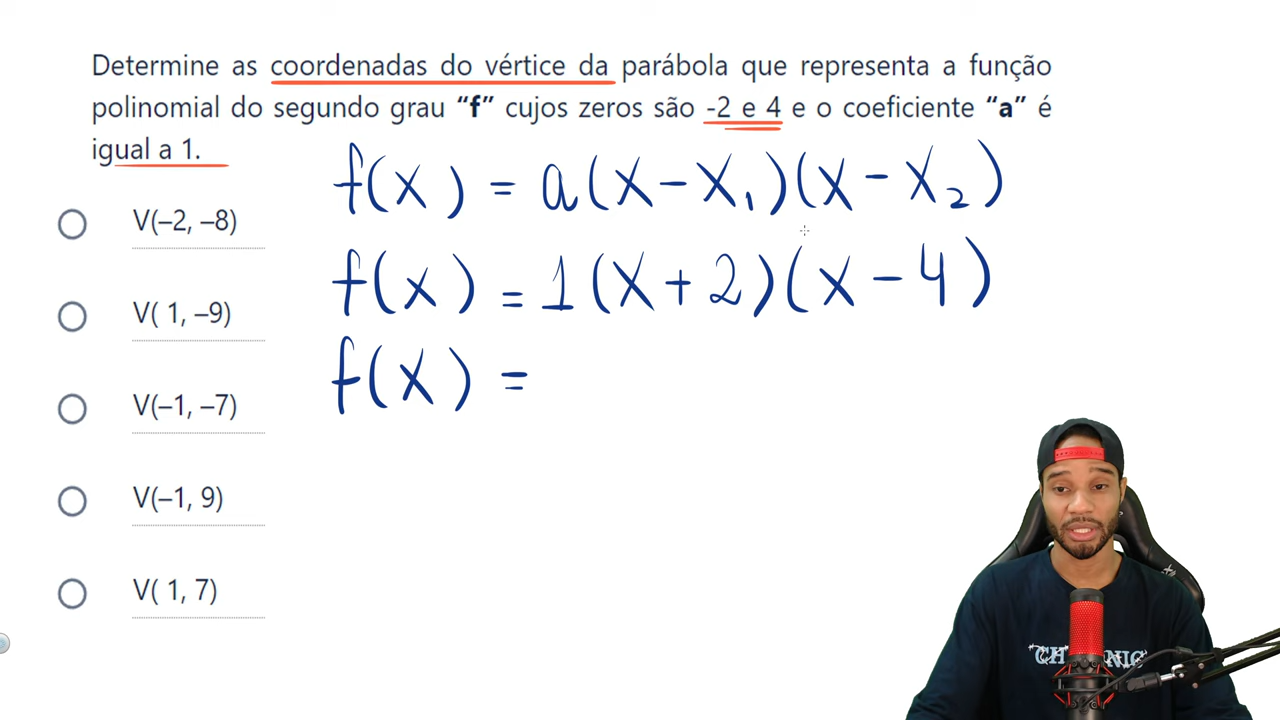 Determine as coordenadas do vértice da parábola que representa a função
polinomial do segundo grau “f” cujos zeros são -2 e 4 e o coeficiente “a” é
igual a 1.
f(x) = a(x-x₁)(x-x₂)
V(–2, –8)
f(x) = 1(x+2)(x-4)
V( 1, –9)
f(x) =
V(–1, –7)
V(–1, 9)
V( 1, 7)